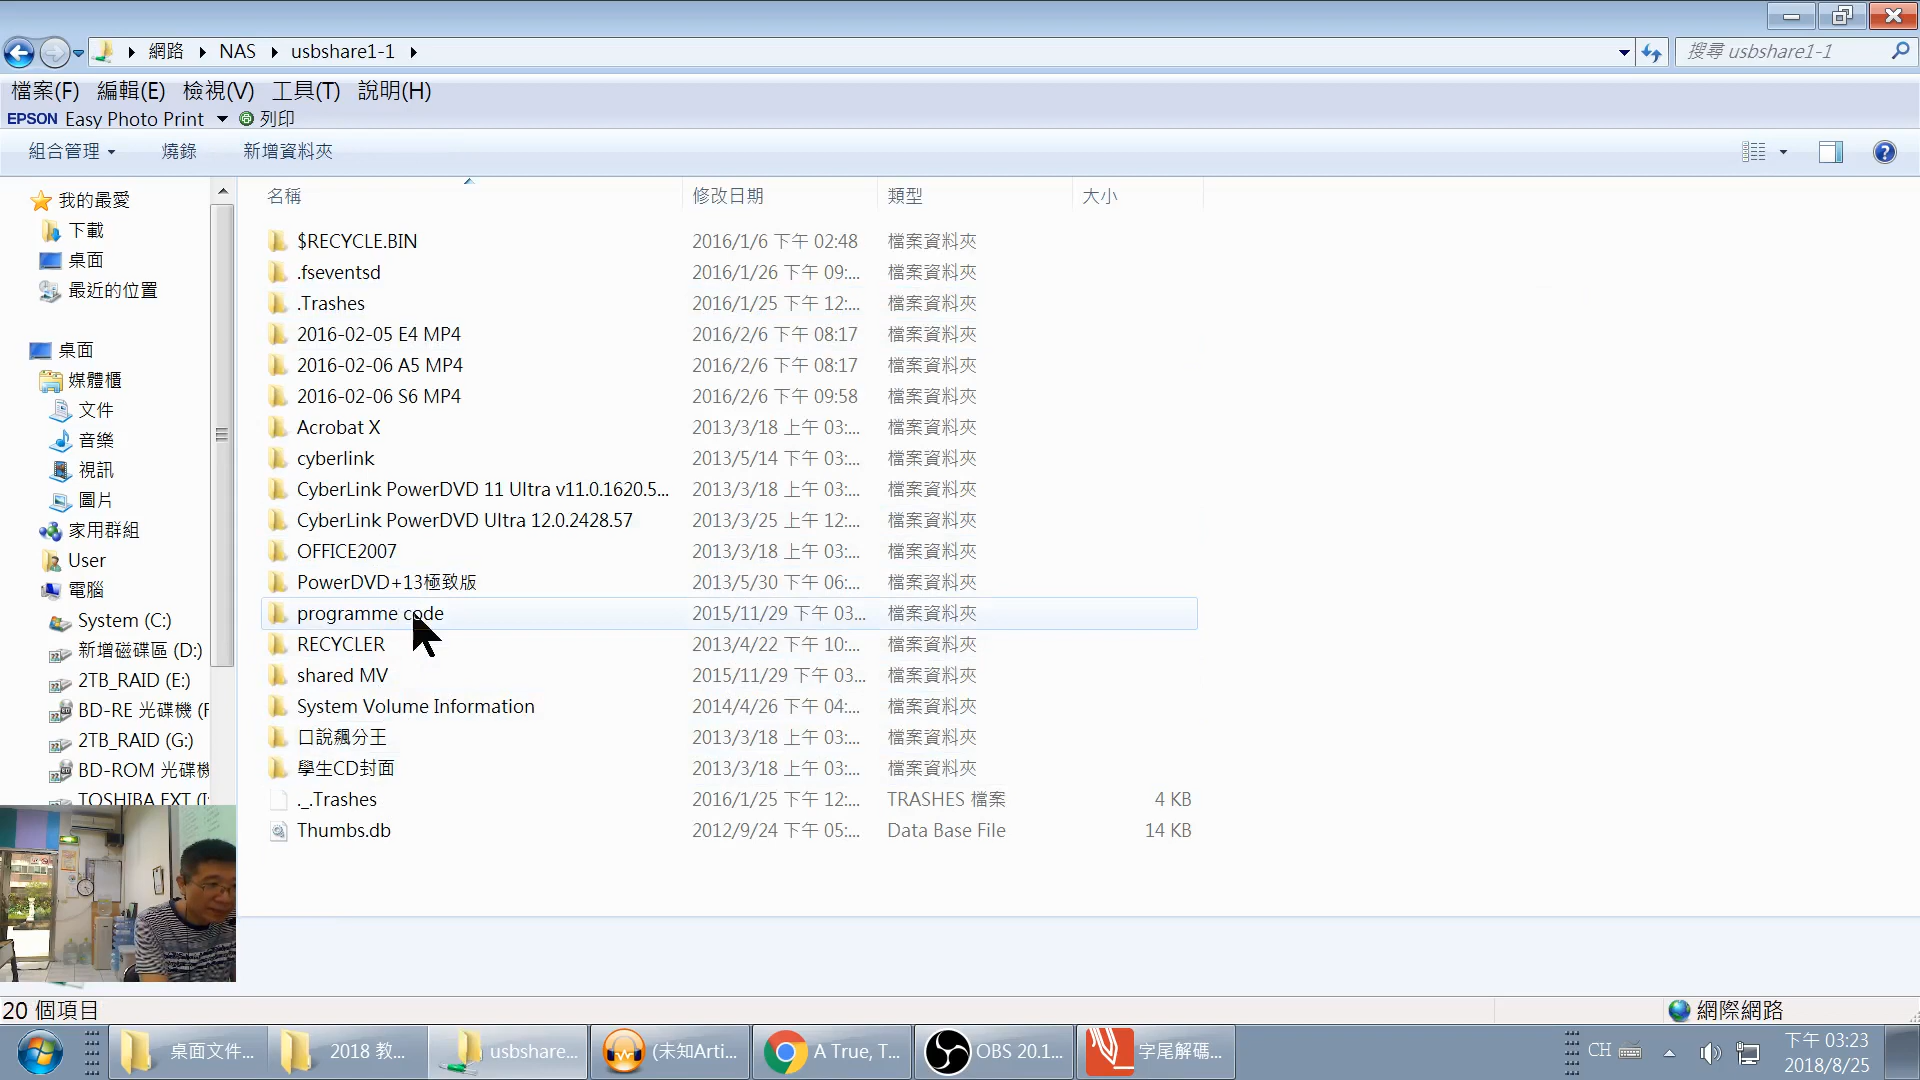 網路 NAS usbshare1-1
搜尋 usbshare1-1
檔案(F) 編輯(E) 檢視(V) 工具(T) 說明(H)
EPSON Easy Photo Print 列印
組合管理 燒錄 新增資料夾
我的最愛
下載
桌面
最近的位置
桌面
媒體櫃
文件
音樂
視訊
圖片
家用群組
User
電腦
System (C:)
新增磁碟區 (D:)
2TB_RAID (E:)
BD-RE 光碟機 (F
2TB_RAID (G:)
BD-ROM 光碟機
TOSHIBA EXT (I:
名稱 修改日期 類型 大小
$RECYCLE.BIN 2016/1/6 下午 02:48 檔案資料夾
.fseventsd 2016/1/26 下午 09:... 檔案資料夾
.Trashes 2016/1/25 下午 12:... 檔案資料夾
2016-02-05 E4 MP4 2016/2/6 下午 08:17 檔案資料夾
2016-02-06 A5 MP4 2016/2/6 下午 08:17 檔案資料夾
2016-02-06 S6 MP4 2016/2/6 下午 09:58 檔案資料夾
Acrobat X 2013/3/18 上午 03:... 檔案資料夾
cyberlink 2013/5/14 下午 03:... 檔案資料夾
CyberLink PowerDVD 11 Ultra v11.0.1620.5... 2013/3/18 上午 03:... 檔案資料夾
CyberLink PowerDVD Ultra 12.0.2428.57 2013/3/25 上午 12:... 檔案資料夾
OFFICE2007 2013/3/18 上午 03:... 檔案資料夾
PowerDVD+13極致版 2013/5/30 下午 06:... 檔案資料夾
programme code 2015/11/29 下午 03... 檔案資料夾
RECYCLER 2013/4/22 下午 10:... 檔案資料夾
shared MV 2015/11/29 下午 03... 檔案資料夾
System Volume Information 2014/4/26 下午 04:... 檔案資料夾
口說飆分王 2013/3/18 上午 03:... 檔案資料夾
學生CD封面 2013/3/18 上午 03:... 檔案資料夾
._.Trashes 2016/1/25 下午 12:... TRASHES 檔案 4 KB
Thumbs.db 2012/9/24 下午 05:... Data Base File 14 KB
20 個項目
網際網路
桌面文件... 2018 教... usbshare... (未知Arti... A True, T... OBS 20.1... 字尾解碼... CH 下午 03:23
2018/8/25